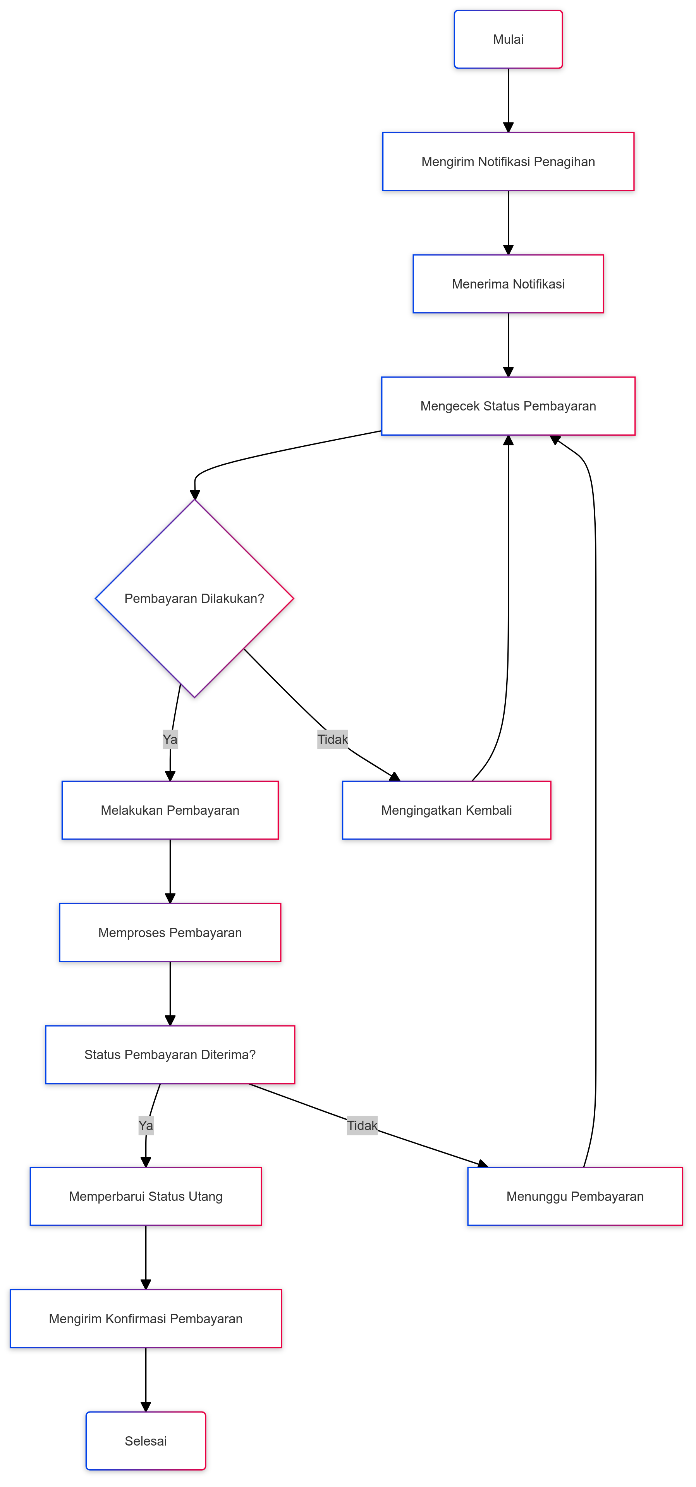 Mulai
Mengirim Notifikasi Penagihan
Menerima Notifikasi
Mengecek Status Pembayaran
Pembayaran Dilakukan?
Ya
Tidak
Melakukan Pembayaran
Mengingatkan Kembali
Memproses Pembayaran
Status Pembayaran Diterima?
Ya
Tidak
Memperbarui Status Utang
Menunggu Pembayaran
Mengirim Konfirmasi Pembayaran
Selesai